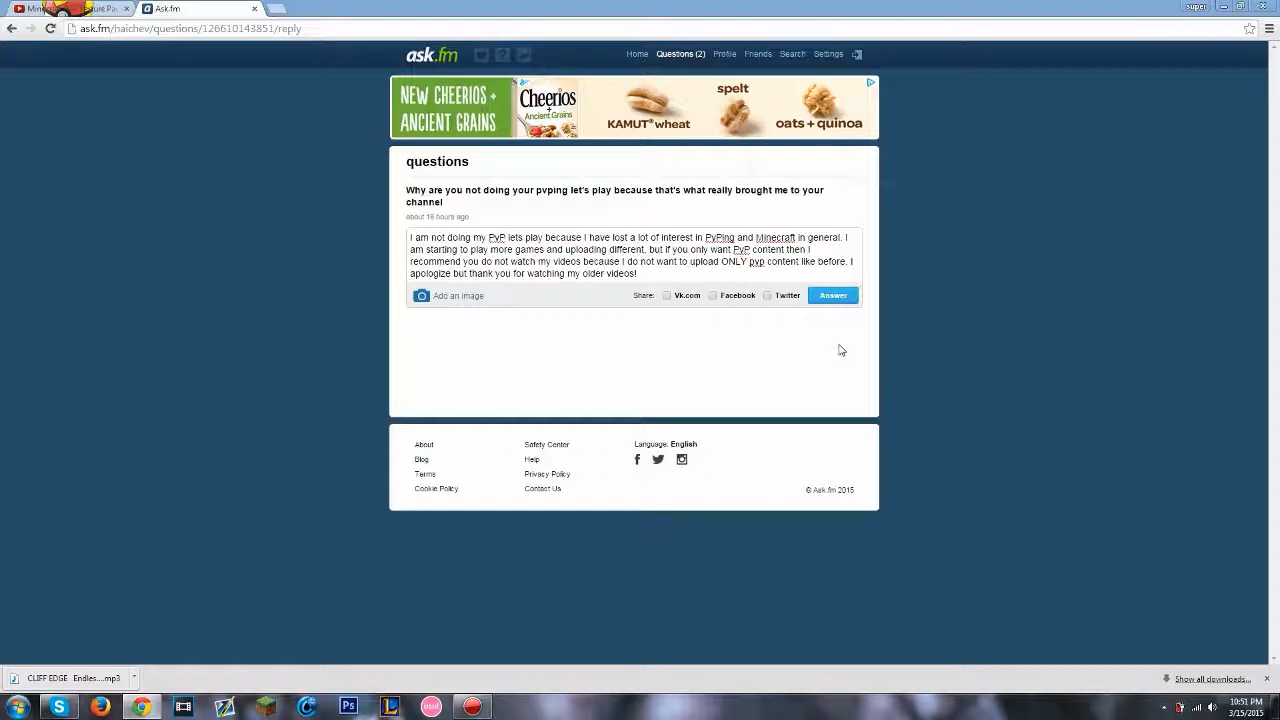 Ask.fm
super
ask.fm/haichev/questions/126610143851/reply
ask.fm
Home Questions (2) Profile Friends Search Settings
NEW CHEERIOS +
ANCIENT GRAINS
Cheerios
+
Ancient Grains
KAMUT® wheat
spelt
oats + quinoa
questions
Why are you not doing your pvping let's play because that's what really brought me to your
channel
about 18 hours ago
I am not doing my PvP lets play because I have lost a lot of interest in PvPing and Minecraft in general. I
am starting to play more games and uploading different, but if you only want PvP content then I
recommend you do not watch my videos because I do not want to upload ONLY pvp content like before. I
apologize but thank you for watching my older videos!
Add an image
Share: Vk.com Facebook Twitter Answer
About Safety Center Language: English
Blog Help
Terms Privacy Policy
Cookie Policy Contact Us © Ask.fm 2015
CLIFF EDGE Endles....mp3
Show all downloads...
Ps
osu!
10:51 PM
3/15/2015